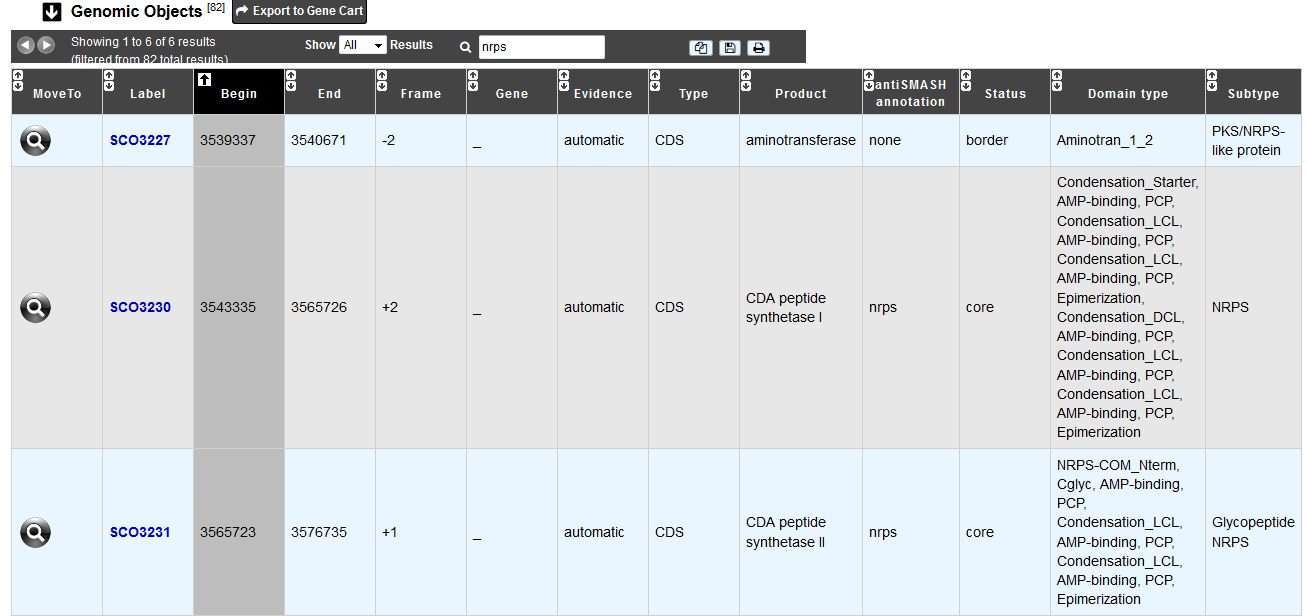 Genomic Objects [82] Export to Gene Cart
Showing 1 to 6 of 6 results
(filtered from 82 total results)
Show All Results nrps
MoveTo Label Begin End Frame Gene Evidence Type Product antiSMASH annotation Status Domain type Subtype
SCO3227 3539337 3540671 -2 _ automatic CDS aminotransferase none border Aminotran_1_2 PKS/NRPS-
like protein
Condensation_Starter,
AMP-binding, PCP,
Condensation_LCL,
AMP-binding, PCP,
Condensation_LCL,
AMP-binding, PCP,
Epimerization,
SCO3230 3543335 3565726 +2 _ automatic CDS CDA peptide synthetase I nrps core NRPS
Condensation_DCL,
AMP-binding, PCP,
Condensation_LCL,
AMP-binding, PCP,
Condensation_LCL,
AMP-binding, PCP,
Epimerization
NRPS-COM_Nterm,
Cglyc, AMP-binding,
PCP,
SCO3231 3565723 3576735 +1 _ automatic CDS CDA peptide synthetase II nrps core Glycopeptide NRPS
Condensation_LCL,
AMP-binding, PCP,
Condensation_LCL,
AMP-binding, PCP,
Epimerization